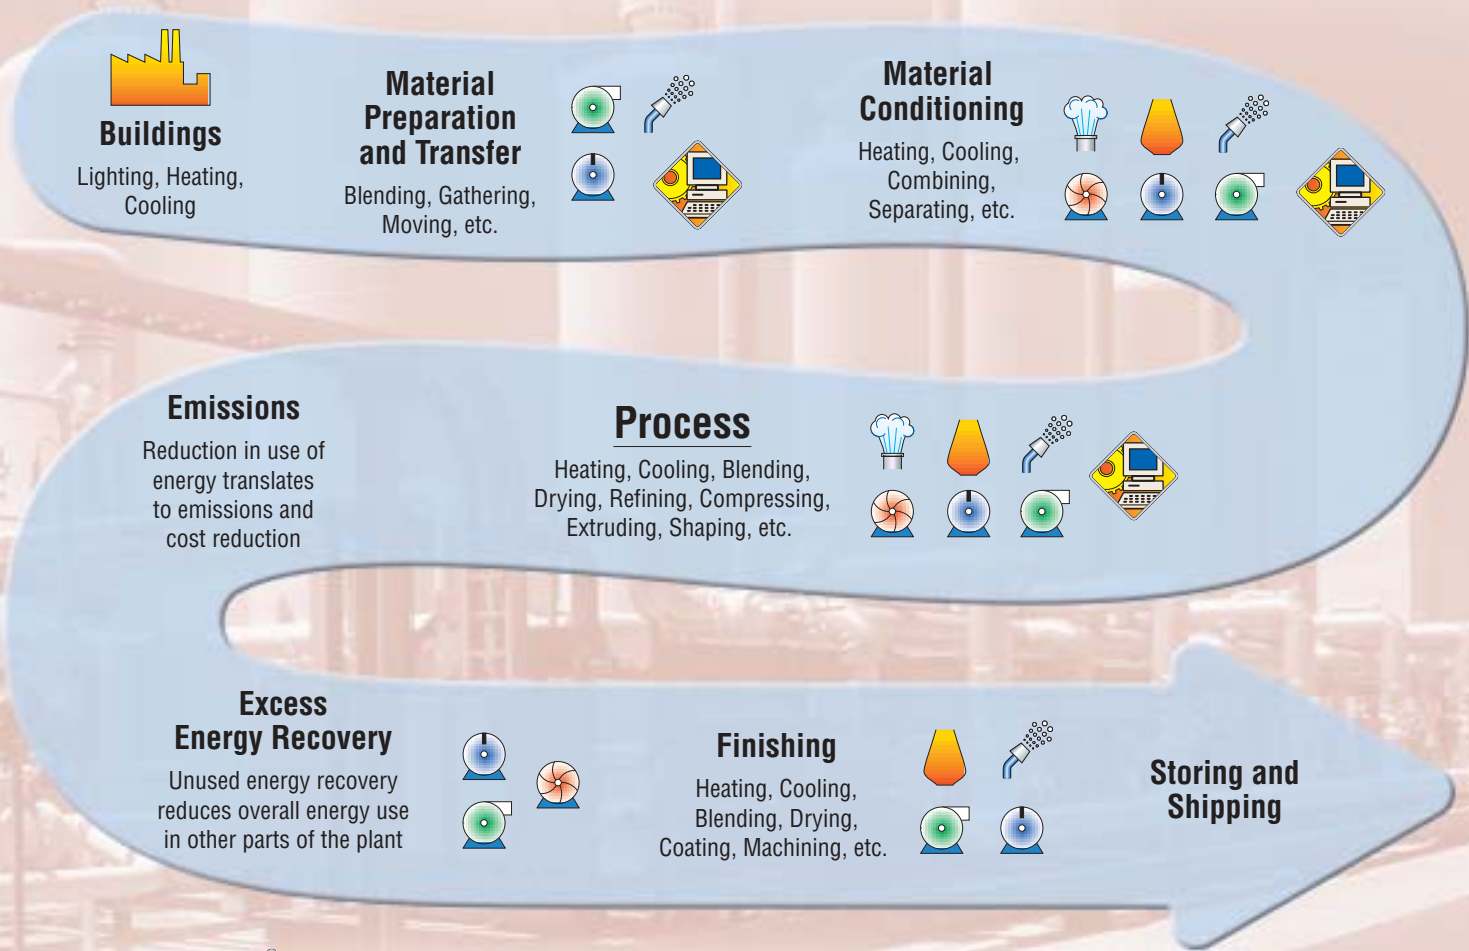 Buildings
Lighting, Heating,
Cooling
Material
Preparation
and Transfer
Blending, Gathering,
Moving, etc.
Material
Conditioning
Heating, Cooling,
Combining,
Separating, etc.
Process
Heating, Cooling, Blending,
Drying, Refining, Compressing,
Extruding, Shaping, etc.
Emissions
Reduction in use of
energy translates
to emissions and
cost reduction
Excess
Energy Recovery
Unused energy recovery
reduces overall energy use
in other parts of the plant
Finishing
Heating, Cooling,
Blending, Drying,
Coating, Machining, etc.
Storing and
Shipping